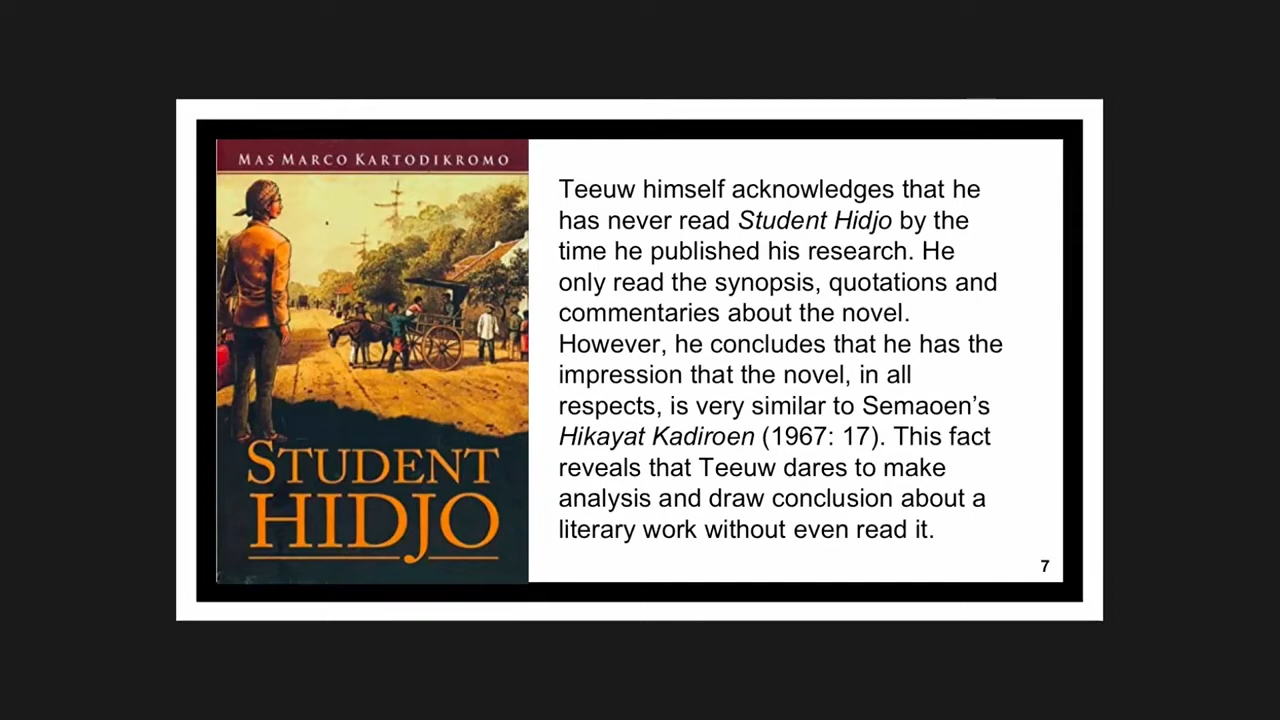 MAS MARCO KARTODIKROMO
STUDENT
HIDJO
Teeuw himself acknowledges that he
has never read Student Hidjo by the
time he published his research. He
only read the synopsis, quotations and
commentaries about the novel.
However, he concludes that he has the
impression that the novel, in all
respects, is very similar to Semaoen’s
Hikayat Kadiroen (1967: 17). This fact
reveals that Teeuw dares to make
analysis and draw conclusion about a
literary work without even read it.
7